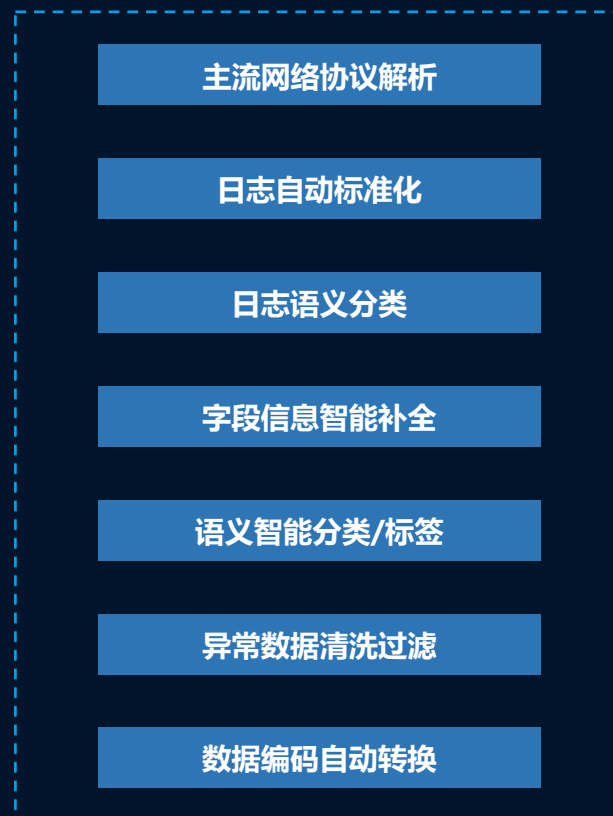 主流网络协议解析
日志自动标准化
日志语义分类
字段信息智能补全
语义智能分类/标签
异常数据清洗过滤
数据编码自动转换